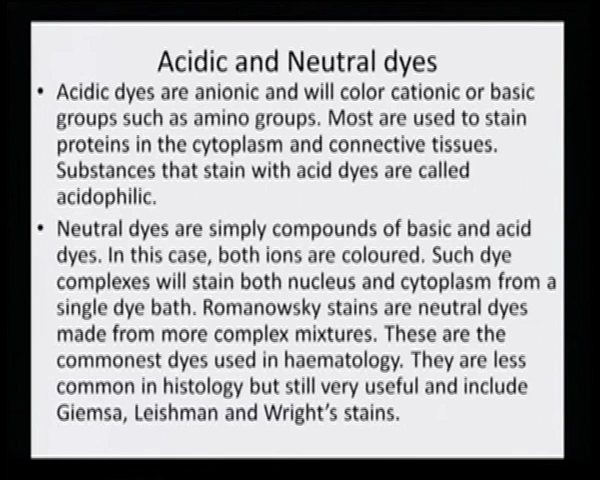 Acidic and Neutral dyes
• Acidic dyes are anionic and will color cationic or basic
groups such as amino groups. Most are used to stain
proteins in the cytoplasm and connective tissues.
Substances that stain with acid dyes are called
acidophilic.
• Neutral dyes are simply compounds of basic and acid
dyes. In this case, both ions are coloured. Such dye
complexes will stain both nucleus and cytoplasm from a
single dye bath. Romanowsky stains are neutral dyes
made from more complex mixtures. These are the
commonest dyes used in haematology. They are less
common in histology but still very useful and include
Giemsa, Leishman and Wright's stains.